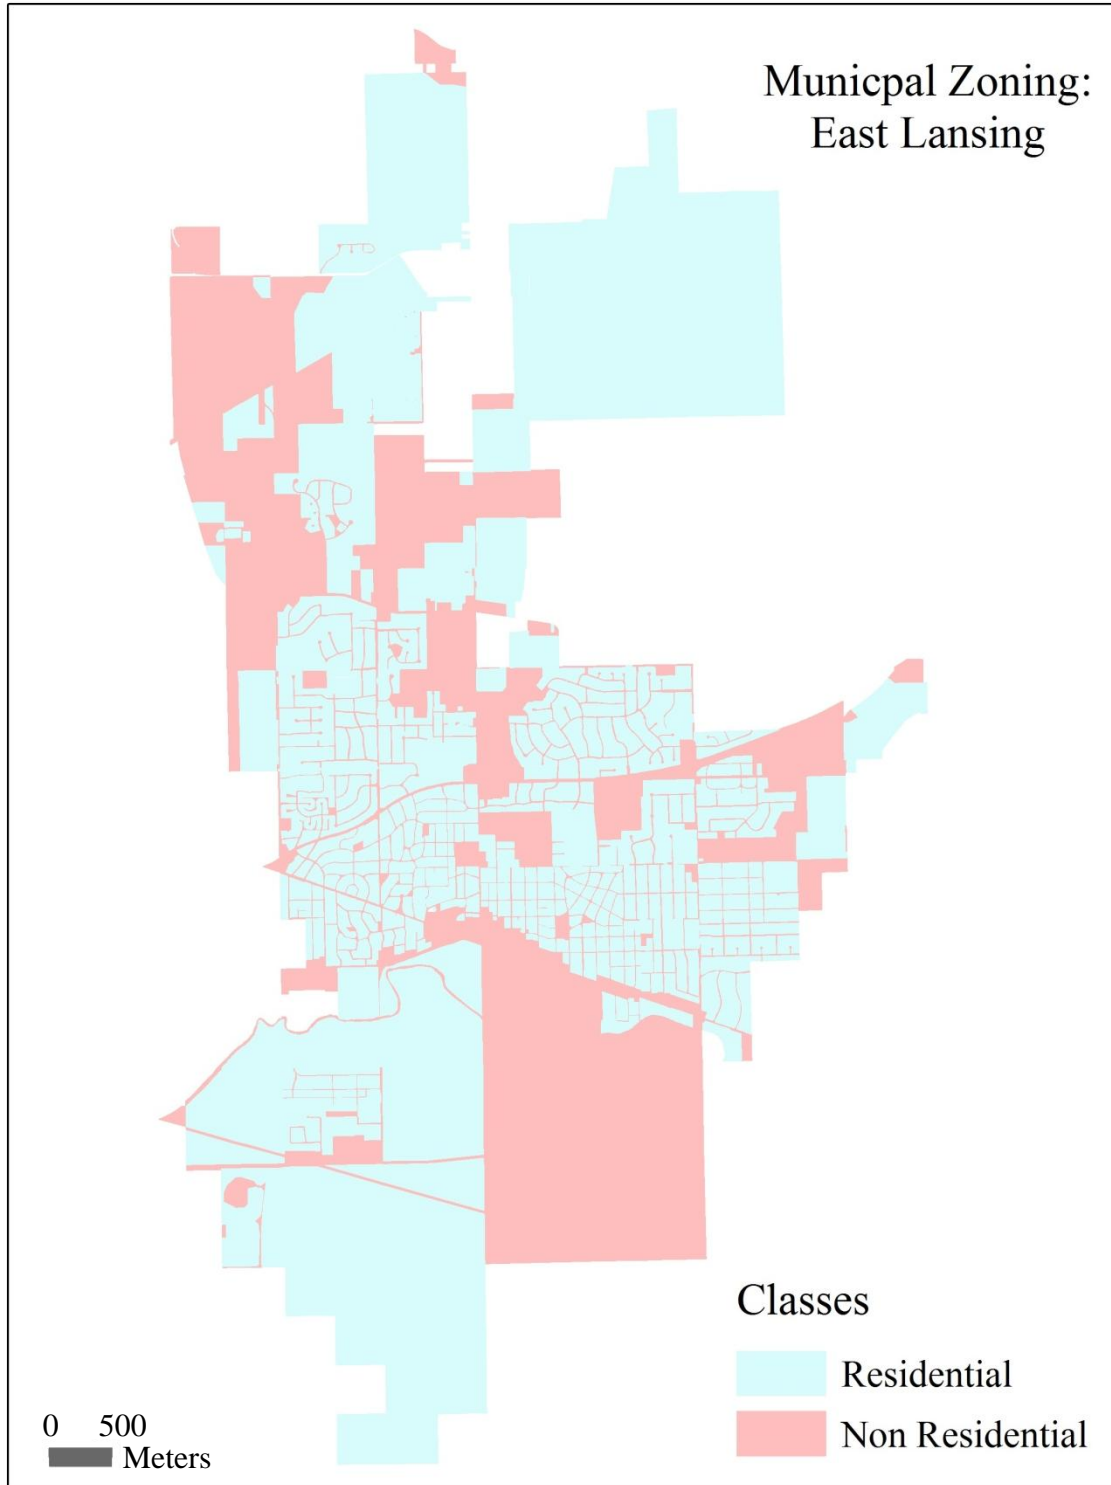 Municpal Zoning:
East Lansing
Classes
Residential
Non Residential
0 500
Meters